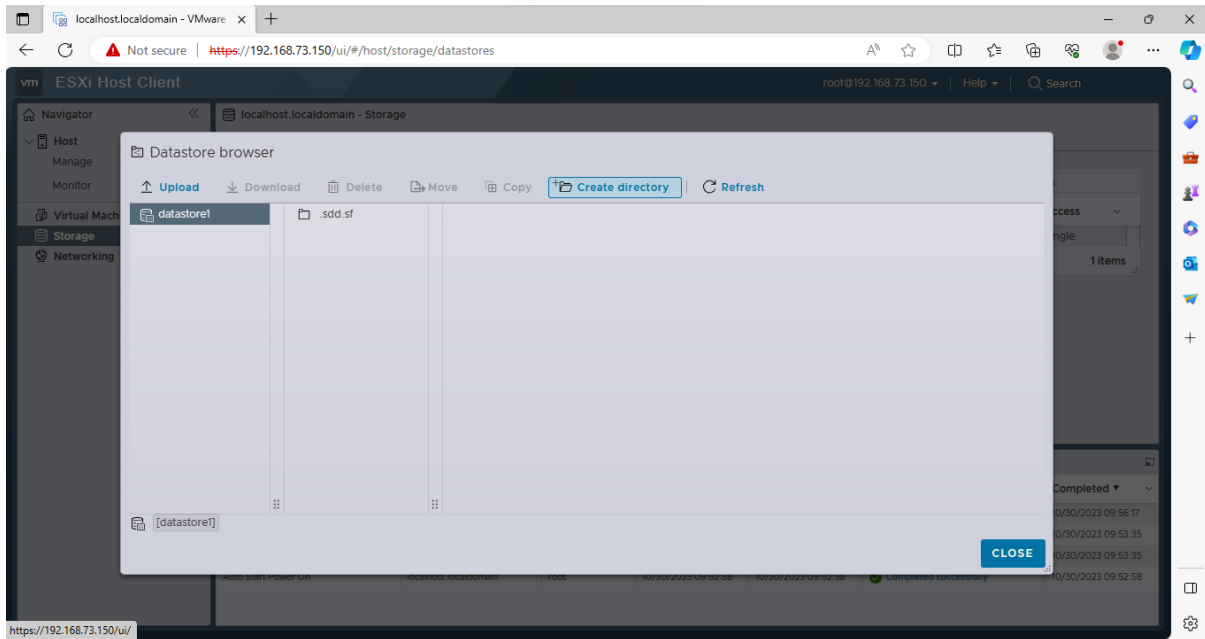 localhost.localdomain - VMware
Not secure https://192.168.73.150/ui/#/host/storage/datastores
vm ESXi Host Client root@192.168.73.150 Help Search
Navigator localhost.localdomain - Storage
Host
Manage
Monitor
Virtual Mach
Storage
Networking
Datastore browser
Upload Download Delete Move Copy Create directory Refresh
datastore1 .sdd.sf
ccess
ngle
1 items
[datastore1]
CLOSE
Completed
10/30/2023 09:56:17
10/30/2023 09:53:35
10/30/2023 09:53:35
Auto Start Power On localhost.localdomain root 10/30/2023 09:52:58 10/30/2023 09:52:58 Completed successfully 10/30/2023 09:52:58
https://192.168.73.150/ui/